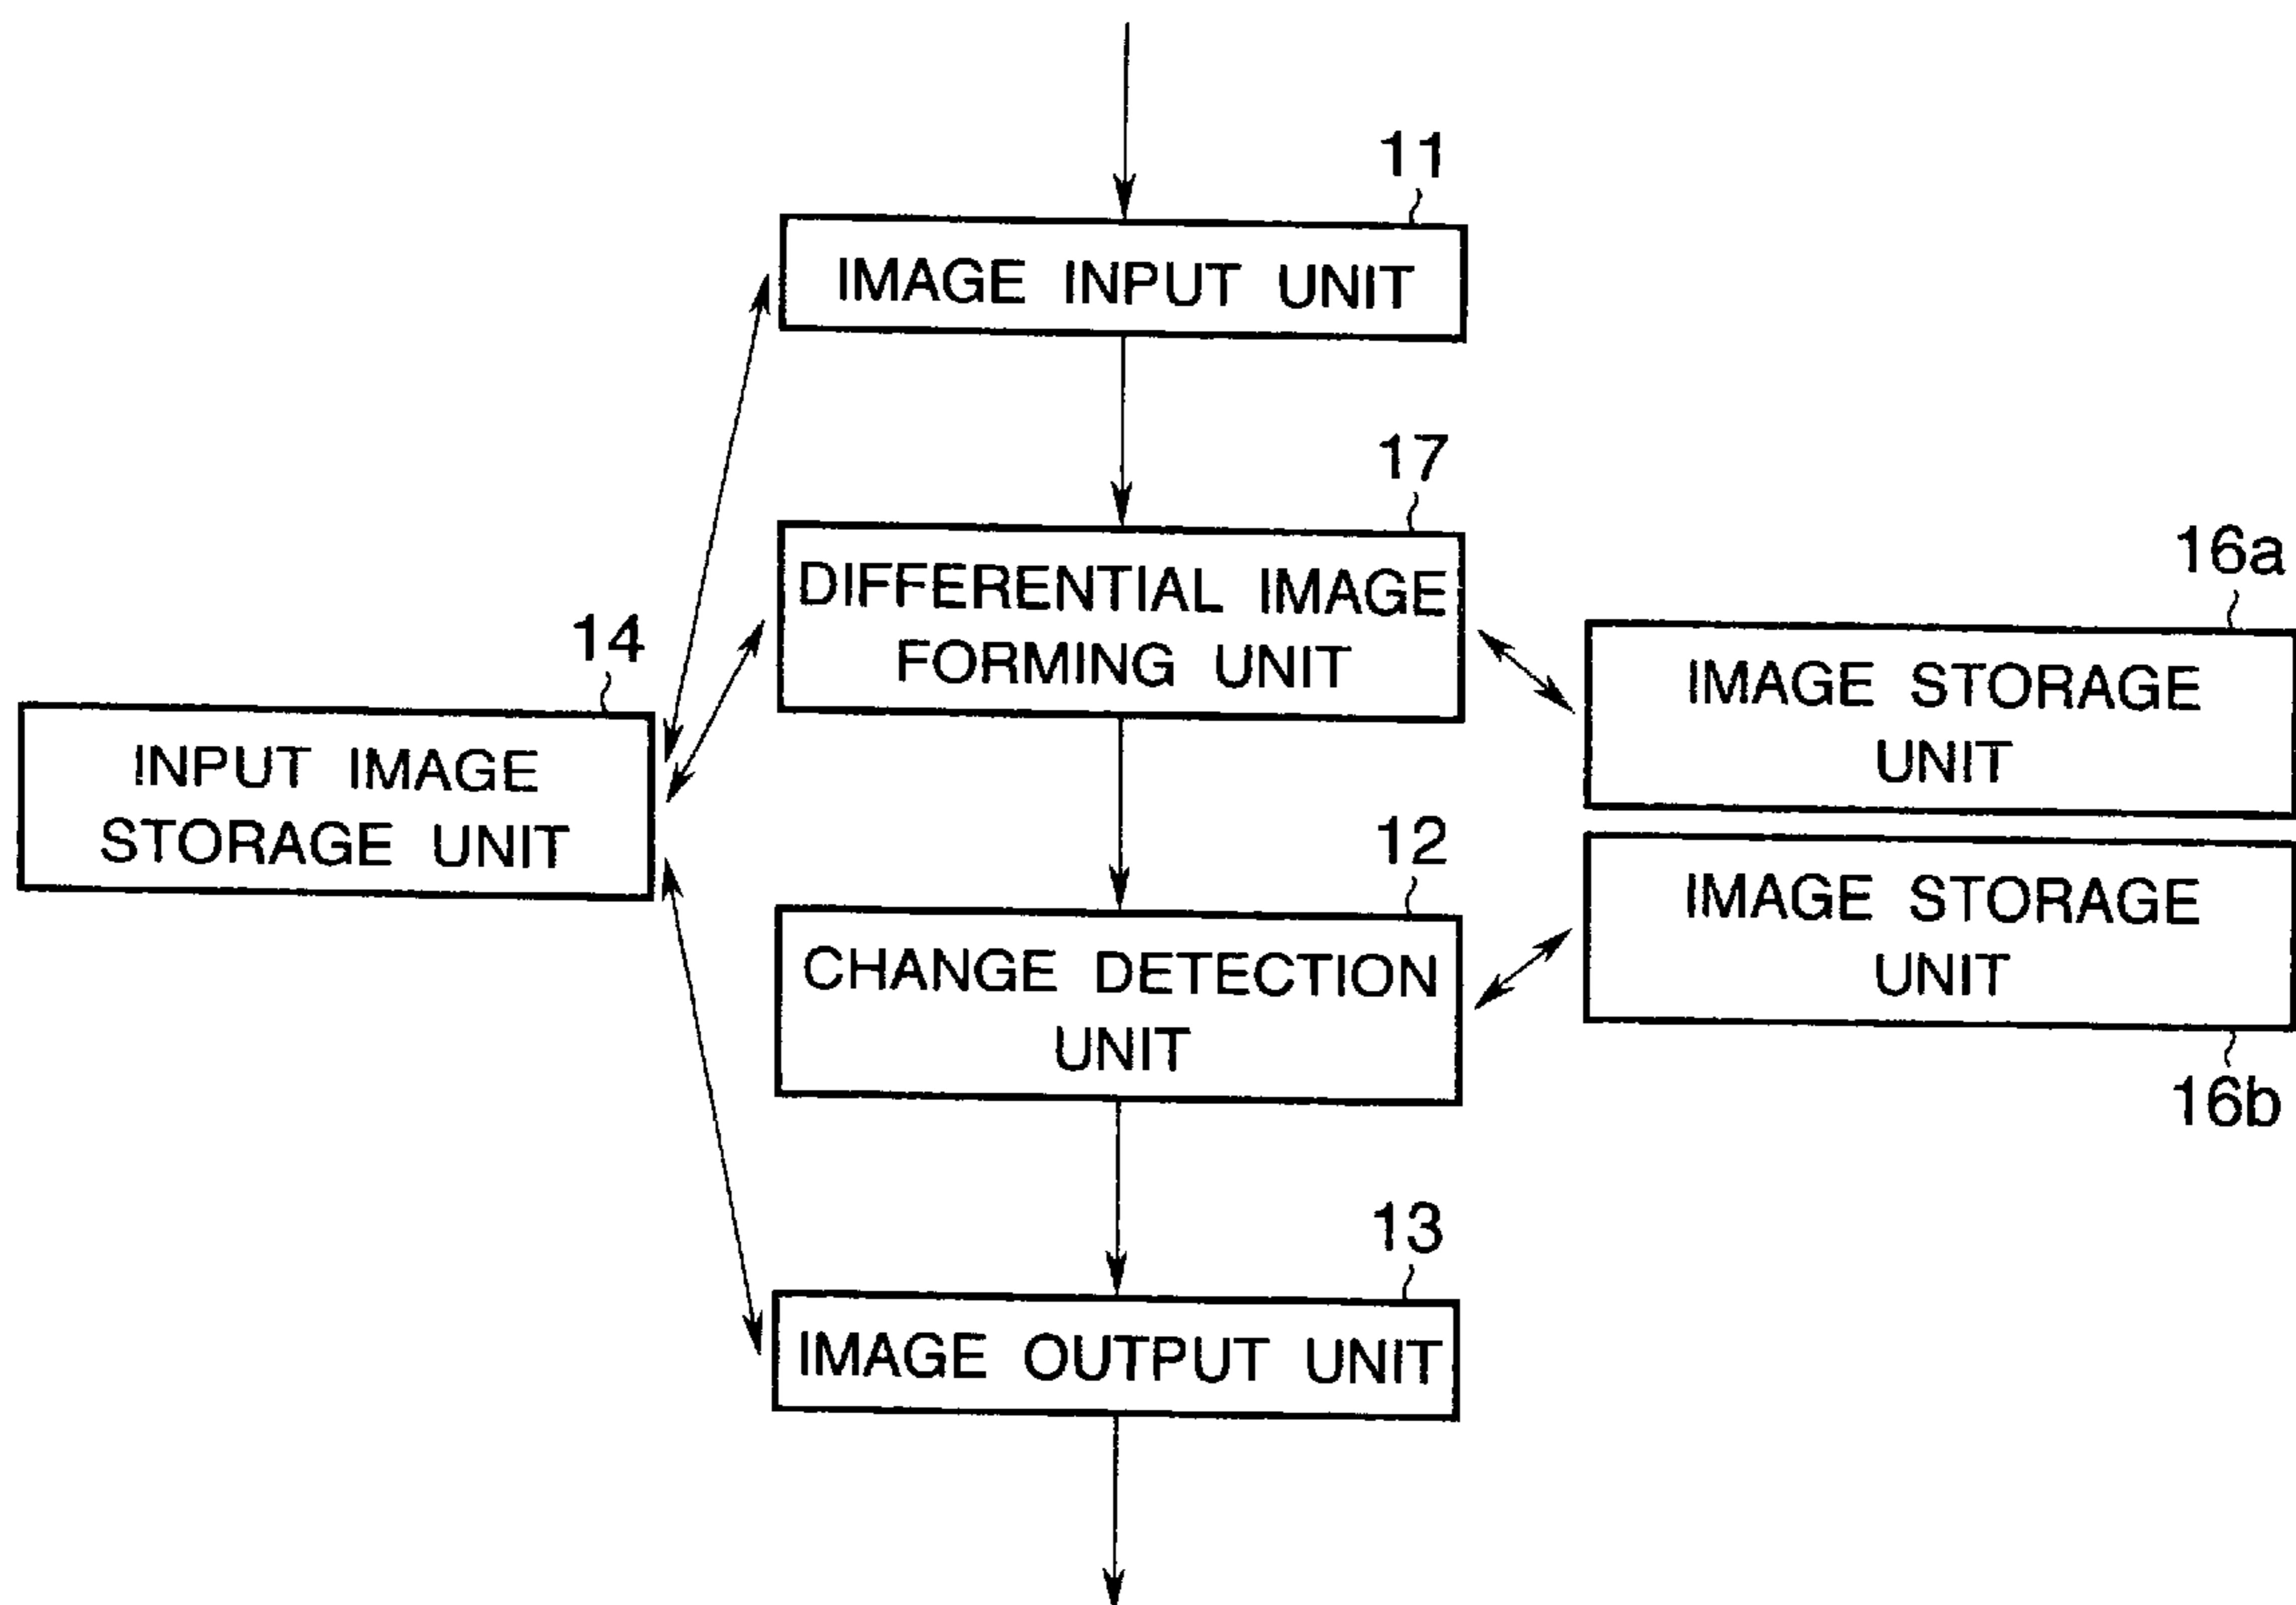 11
IMAGE INPUT UNIT
17
DIFFERENTIAL IMAGE
FORMING UNIT
16a
IMAGE STORAGE
UNIT
14
INPUT IMAGE
STORAGE UNIT
12
CHANGE DETECTION
UNIT
IMAGE STORAGE
UNIT
16b
13
IMAGE OUTPUT UNIT